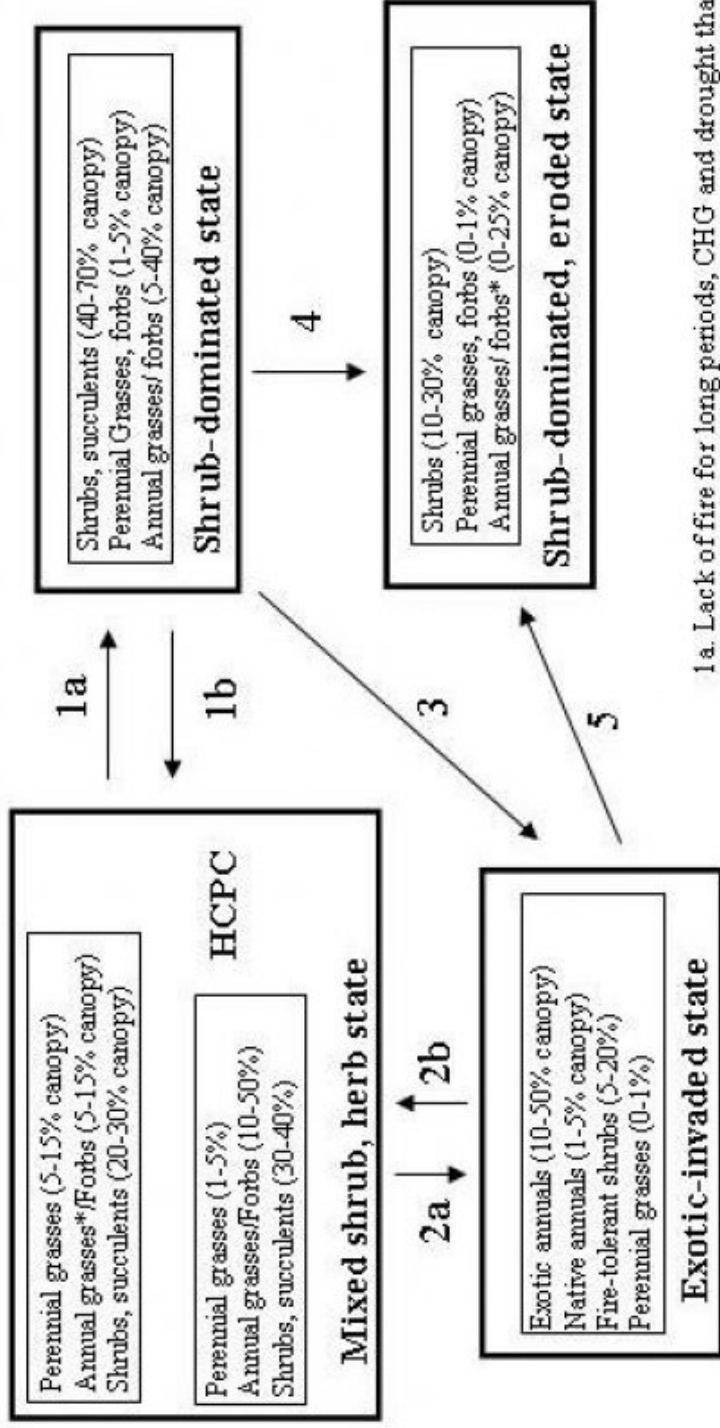 Perennial grasses (5-15% canopy)
Annual grasses*/Forbs (5-15% canopy)
Shrubs, succulents (20-30% canopy)
HCPC
Perennial grasses (1-5%)
Annual grasses/Forbs (10-50%)
Shrubs, succulents (30-40%)
Mixed shrub, herb state
1a
1b
Shrubs, succulents (40-70% canopy)
Perennial Grasses, forbs (1-5% canopy)
Annual grasses/ forbs (5-40% canopy)
Shrub-dominated state
2a
2b
3
4
Exotic annuals (10-50% canopy)
Native annuals (1-5% canopy)
Fire-tolerant shrubs (5-20%)
Perennial grasses (0-1%)
Exotic-invaded state
5
Shrubs (10-30% canopy)
Perennial grasses, forbs (0-1% canopy)
Annual grasses/ forbs* (0-25% canopy)
Shrub-dominated, eroded state
1a. Lack of fire for long periods, CHG and drought tha